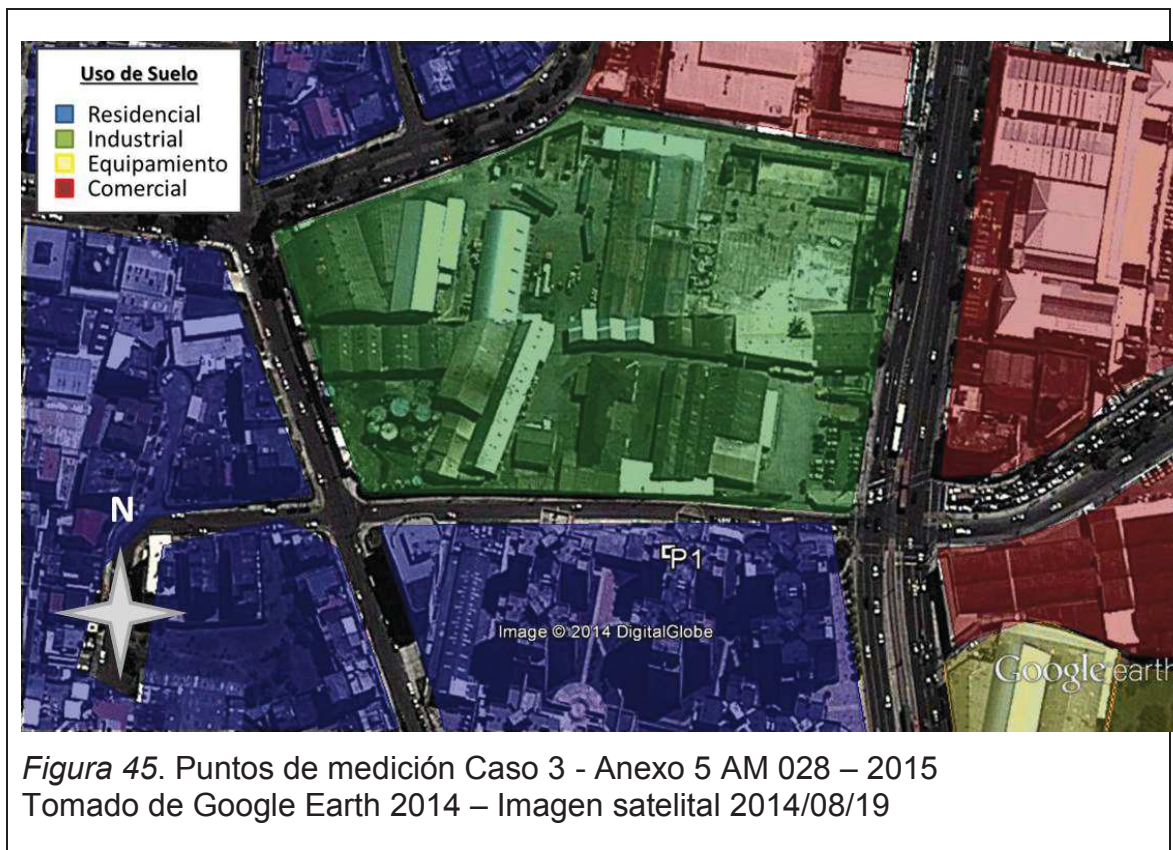 Uso de Suelo
Residencial
Industrial
Equipamiento
Comercial
N
P1
Image © 2014 DigitalGlobe
Google earth
Figura 45. Puntos de medición Caso 3 - Anexo 5 AM 028 – 2015
Tomado de Google Earth 2014 – Imagen satelital 2014/08/19